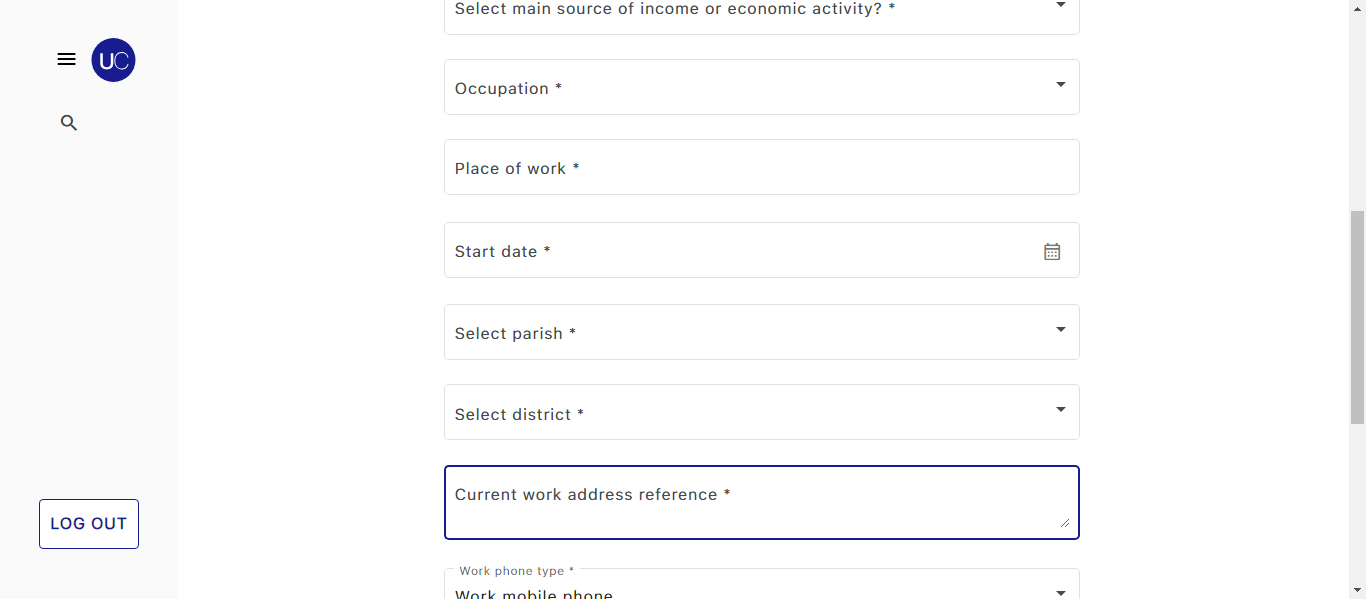 Select main source of income or economic activity? *
UC
Occupation *
Place of work *
Start date *
Select parish *
Select district *
Current work address reference *
LOG OUT
Work phone type *
Work mobile phone